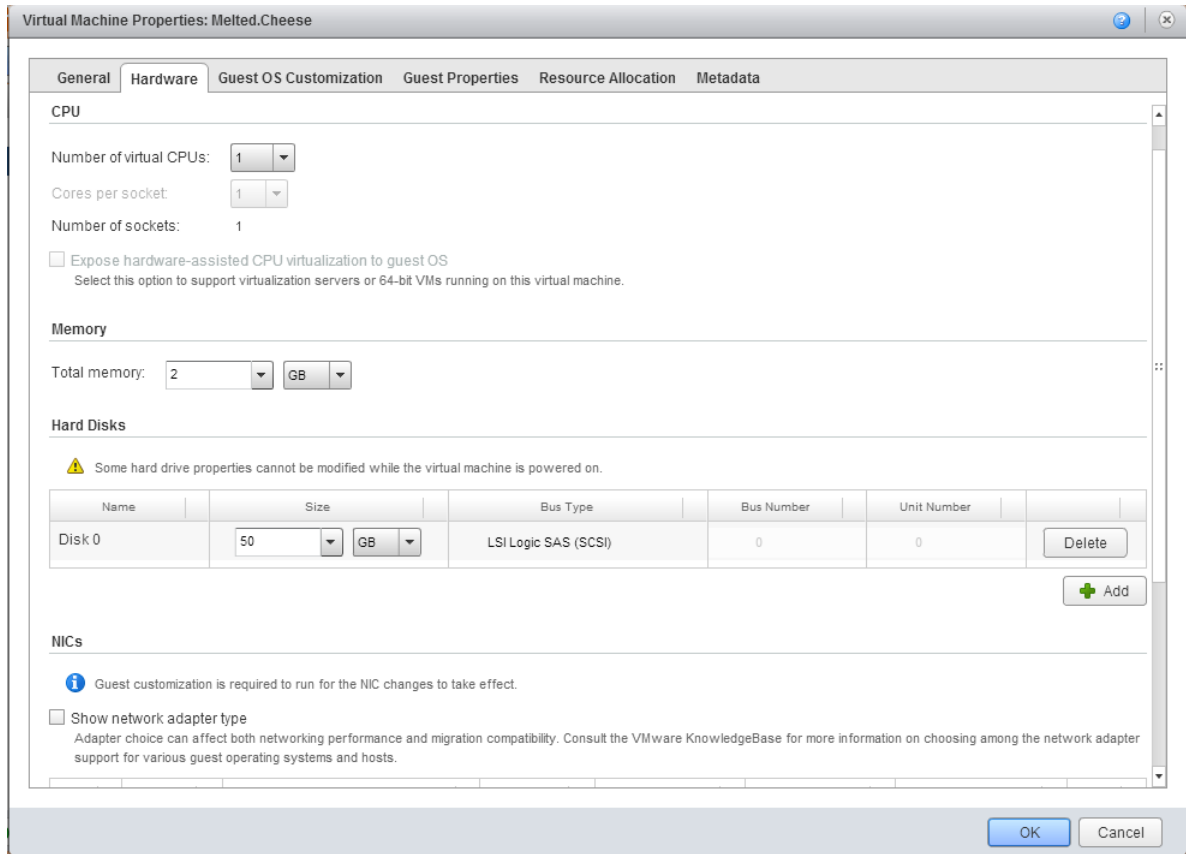 Virtual Machine Properties: Melted.Cheese
General Hardware Guest OS Customization Guest Properties Resource Allocation Metadata
CPU
Number of virtual CPUs: 1
Cores per socket: 1
Number of sockets: 1
Expose hardware-assisted CPU virtualization to guest OS
Select this option to support virtualization servers or 64-bit VMs running on this virtual machine.
Memory
Total memory: 2 GB
Hard Disks
Some hard drive properties cannot be modified while the virtual machine is powered on.
Name Size Bus Type Bus Number Unit Number
Disk 0 50 GB LSI Logic SAS (SCSI) 0 0 Delete
Add
NICs
Guest customization is required to run for the NIC changes to take effect.
Show network adapter type
Adapter choice can affect both networking performance and migration compatibility. Consult the VMware KnowledgeBase for more information on choosing among the network adapter
support for various guest operating systems and hosts.
OK Cancel